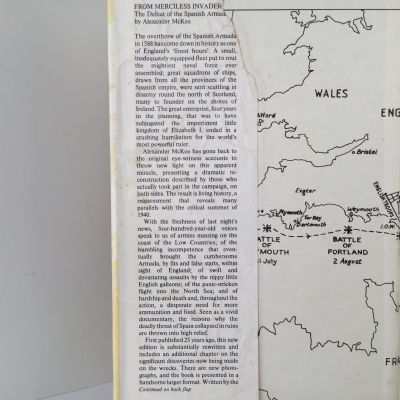 FROM MERCILESS INVADER
The Defeat of the Spanish Armad
by Alexander McKee
The overthrow of the Spanish Armada
in 1588 has come down in history as one
of England's 'finest hours'. A small,
inadequately equipped fleet put to rout
the mightiest naval force ever
assembled; great squadrons of ships,
drawn from all the provinces of the
Spanish empire, were sent scuttling in
disarray round the north of Scotland,
many to founder on the shores of
Ireland. The great enterprise, four years
in the planning, that was to have
subjugated the impertinent little
kingdom of Elizabeth I, ended in a
crushing humiliation for the world's
most powerful ruler.
Alexander McKee has gone back to
the original eye-witness accounts to
throw new light on this apparent
miracle, presenting a dramatic re-
construction described by those who
actually took part in the campaign, on
both sides. The result is living history, a
reassessment that reveals many
parallels with the critical summer of
1940.
With the freshness of last night's
news, four-hundred-year-old voices
speak to us of armies massing on the
coast of the Low Countries; of the
bumbling incompetence that even-
tually brought the cumbersome
Armada, by fits and false starts, within
sight of England; of swift and
devastating assaults by the nippy little
English galleons; of the panic-stricken
flight into the North Sea; and of
hardship and death and, throughout the
action, a desperate need for more
ammunition and food. Seen as a vivid
documentary, the reasons why the
deadly threat of Spain collapsed in ruins
are thrown into high relief.
First published 25 years ago, this new
edition is substantially rewritten and
includes an additional chapter on the
significant discoveries now being made
on the wrecks. There are new photo-
graphs, and the book is presented in a
handsome larger format. Written by the
Continued on back flap
WALES
ENG
Bristol
Exeter
Plymouth
Tor Bay
Dartmouth
Weymouth
I.O.W.
ATTLE
OF
MOUTH
July
BATTLE
OF
PORTLAND
2 August
FRA